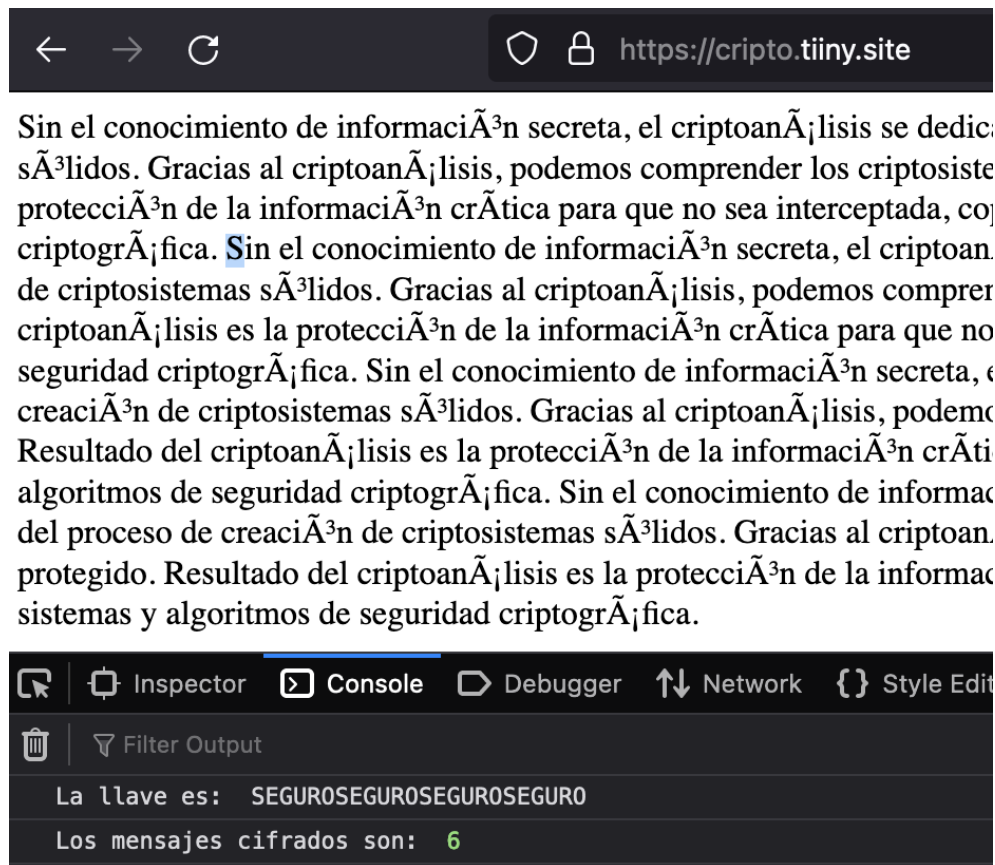 https://cripto.tiiny.site
Sin el conocimiento de informaciÃ³n secreta, el criptoanÃ¡lisis se dedica
sÃ³lidos. Gracias al criptoanÃ¡lisis, podemos comprender los criptosiste
protecciÃ³n de la informaciÃ³n crÃtica para que no sea interceptada, cop
criptogrÃ¡fica. Sin el conocimiento de informaciÃ³n secreta, el criptoanÃ
de criptosistemas sÃ³lidos. Gracias al criptoanÃ¡lisis, podemos compren
criptoanÃ¡lisis es la protecciÃ³n de la informaciÃ³n crÃtica para que no
seguridad criptogrÃ¡fica. Sin el conocimiento de informaciÃ³n secreta, e
creaciÃ³n de criptosistemas sÃ³lidos. Gracias al criptoanÃ¡lisis, podemo
Resultado del criptoanÃ¡lisis es la protecciÃ³n de la informaciÃ³n crÃti
algoritmos de seguridad criptogrÃ¡fica. Sin el conocimiento de informac
del proceso de creaciÃ³n de criptosistemas sÃ³lidos. Gracias al criptoanÃ
protegido. Resultado del criptoanÃ¡lisis es la protecciÃ³n de la informac
sistemas y algoritmos de seguridad criptogrÃ¡fica.
Inspector Console Debugger Network Style Edit
Filter Output
La llave es: SEGUROSEGUROSEGUROSEGURO
Los mensajes cifrados son: 6